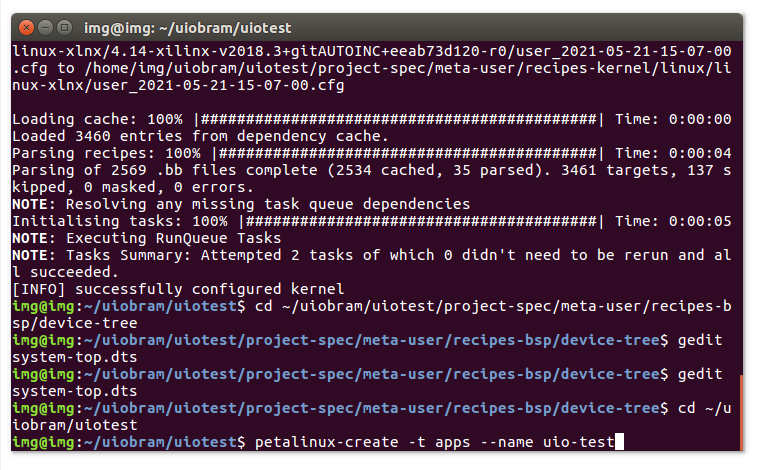 img@img: ~/uiobram/uiotest
linux-xlnx/4.14-xilinx-v2018.3+gitAUTOINC+eeab73d120-r0/user_2021-05-21-15-07-00
.cfg to /home/img/uiobram/uiotest/project-spec/meta-user/recipes-kernel/linux/li
nux-xlnx/user_2021-05-21-15-07-00.cfg
Loading cache: 100% |############################################| Time: 0:00:00
Loaded 3460 entries from dependency cache.
Parsing recipes: 100% |##########################################| Time: 0:00:04
Parsing of 2569 .bb files complete (2534 cached, 35 parsed). 3461 targets, 137 s
kipped, 0 masked, 0 errors.
NOTE: Resolving any missing task queue dependencies
Initialising tasks: 100% |#######################################| Time: 0:00:05
NOTE: Executing RunQueue Tasks
NOTE: Tasks Summary: Attempted 2 tasks of which 0 didn't need to be rerun and al
l succeeded.
[INFO] successfully configured kernel
img@img:~/uiobram/uiotest$ cd ~/uiobram/uiotest/project-spec/meta-user/recipes-b
sp/device-tree
img@img:~/uiobram/uiotest/project-spec/meta-user/recipes-bsp/device-tree$ gedit
system-top.dts
img@img:~/uiobram/uiotest/project-spec/meta-user/recipes-bsp/device-tree$ gedit
system-top.dts
img@img:~/uiobram/uiotest/project-spec/meta-user/recipes-bsp/device-tree$ cd ~/u
iobram/uiotest
img@img:~/uiobram/uiotest$ petalinux-create -t apps --name uio-test